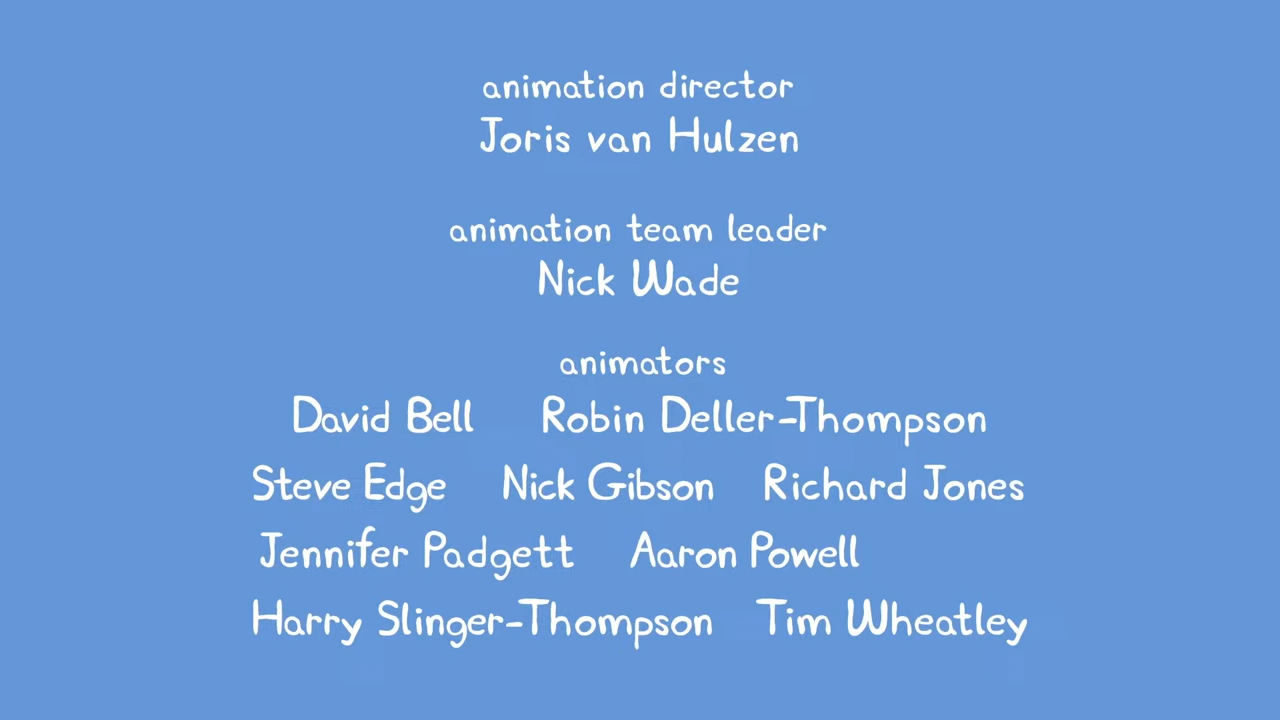 animation director
Joris van Hulzen
animation team leader
Nick Wade
animators
David Bell Robin Deller-Thompson
Steve Edge Nick Gibson Richard Jones
Jennifer Padgett Aaron Powell
Harry Slinger-Thompson Tim Wheatley